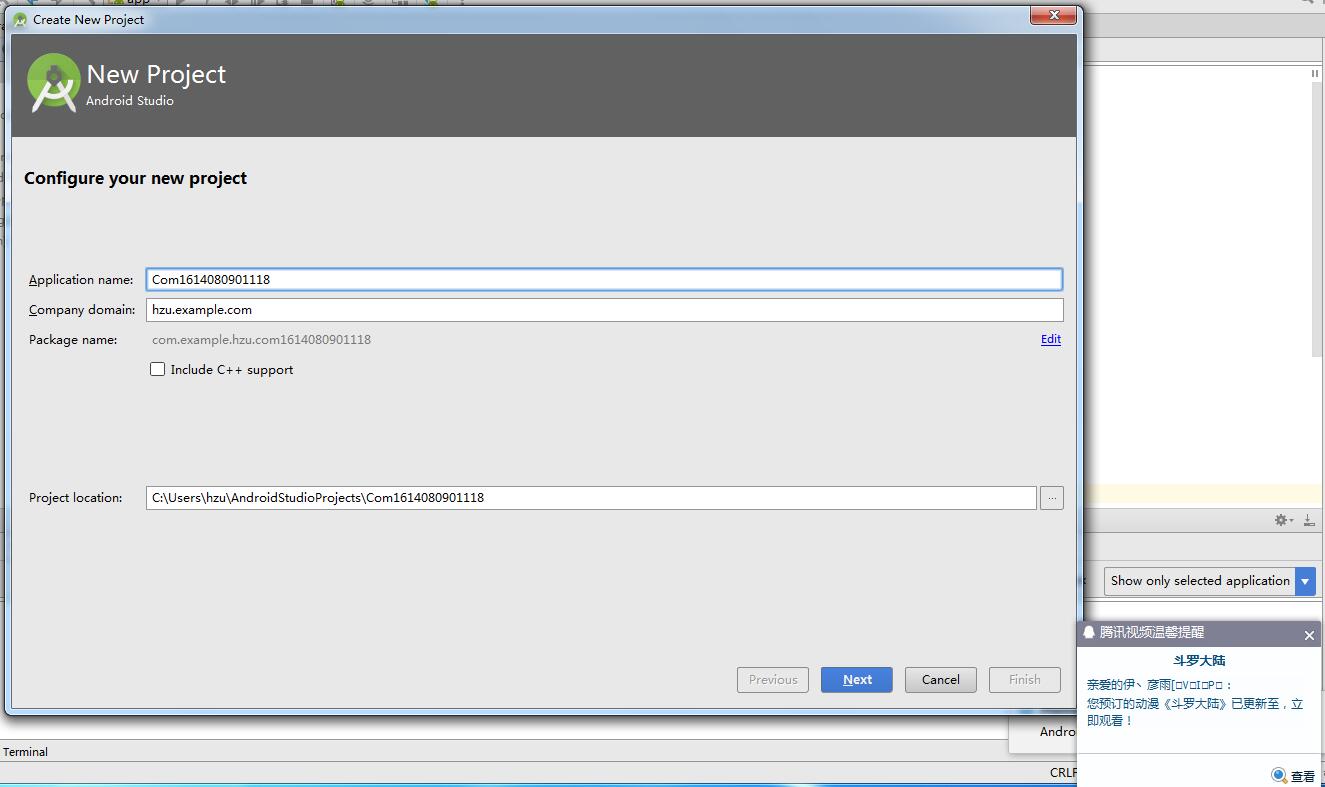 app
Create New Project
New Project
Android Studio
Configure your new project
Application name: Com1614080901118
Company domain: hzu.example.com
Package name: com.example.hzu.com1614080901118 Edit
Include C++ support
Project location: C:\Users\hzu\AndroidStudioProjects\Com1614080901118 ...
Show only selected application
Previous Next Cancel Finish
腾讯视频温馨提醒
斗罗大陆
亲爱的伊丶彦雨[□V□I□P□：
您预订的动漫《斗罗大陆》已更新至，立
即观看！
查看
Andro
Terminal
CRLF